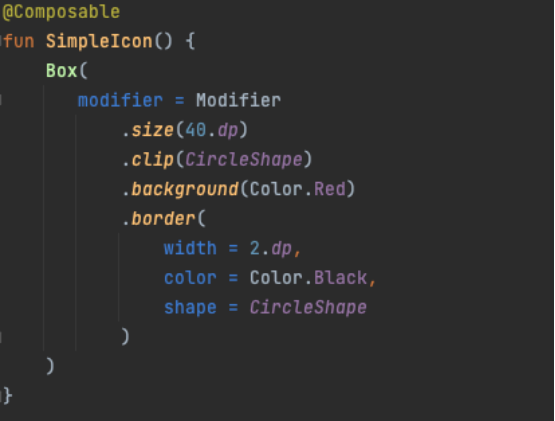 @Composable
fun SimpleIcon() {
    Box(
        modifier = Modifier
            .size(40.dp)
            .clip(CircleShape)
            .background(Color.Red)
            .border(
                width = 2.dp,
                color = Color.Black,
                shape = CircleShape
            )
    )
}